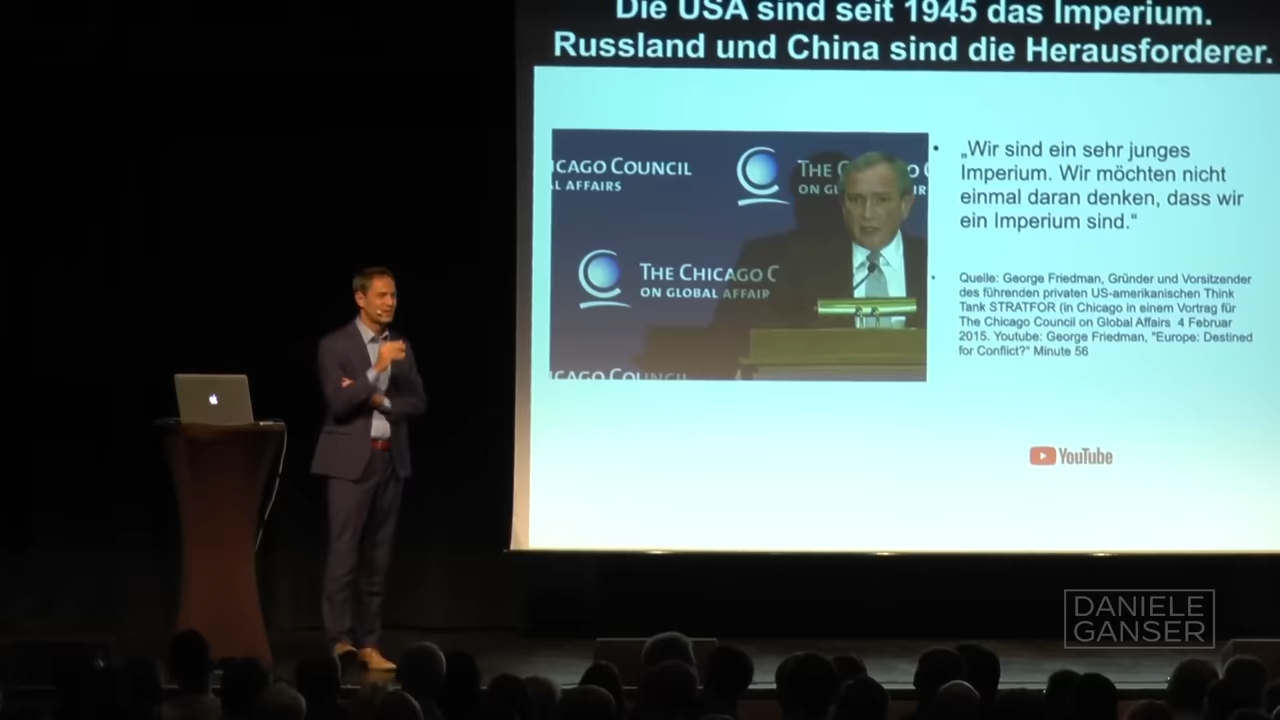 Die USA sind seit 1945 das Imperium.
Russland und China sind die Herausforderer.
ICAGO COUNCIL
L AFFAIRS
THE C
O C
ON GL
IR
THE CHICAGO C
ON GLOBAL AFFAIR
ICAGO COUNCIL
• „Wir sind ein sehr junges
Imperium. Wir möchten nicht
einmal daran denken, dass wir
ein Imperium sind.“
• Quelle: George Friedman, Gründer und Vorsitzender
des führenden privaten US-amerikanischen Think
Tank STRATFOR (in Chicago in einem Vortrag für
The Chicago Council on Global Affairs 4 Februar
2015. Youtube: George Friedman, "Europe: Destined
for Conflict?" Minute 56
YouTube
DANIELE
GANSER